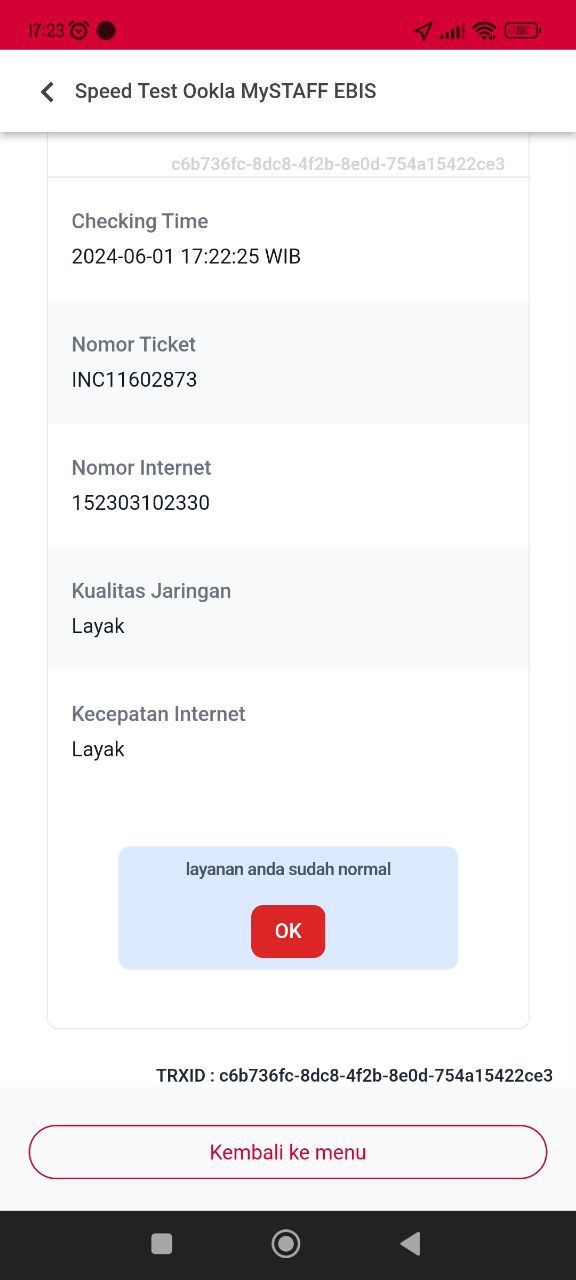 17:23
Speed Test Ookla MySTAFF EBIS
c6b736fc-8dc8-4f2b-8e0d-754a15422ce3
Checking Time
2024-06-01 17:22:25 WIB
Nomor Ticket
INC11602873
Nomor Internet
152303102330
Kualitas Jaringan
Layak
Kecepatan Internet
Layak
layanan anda sudah normal
OK
TRXID : c6b736fc-8dc8-4f2b-8e0d-754a15422ce3
Kembali ke menu